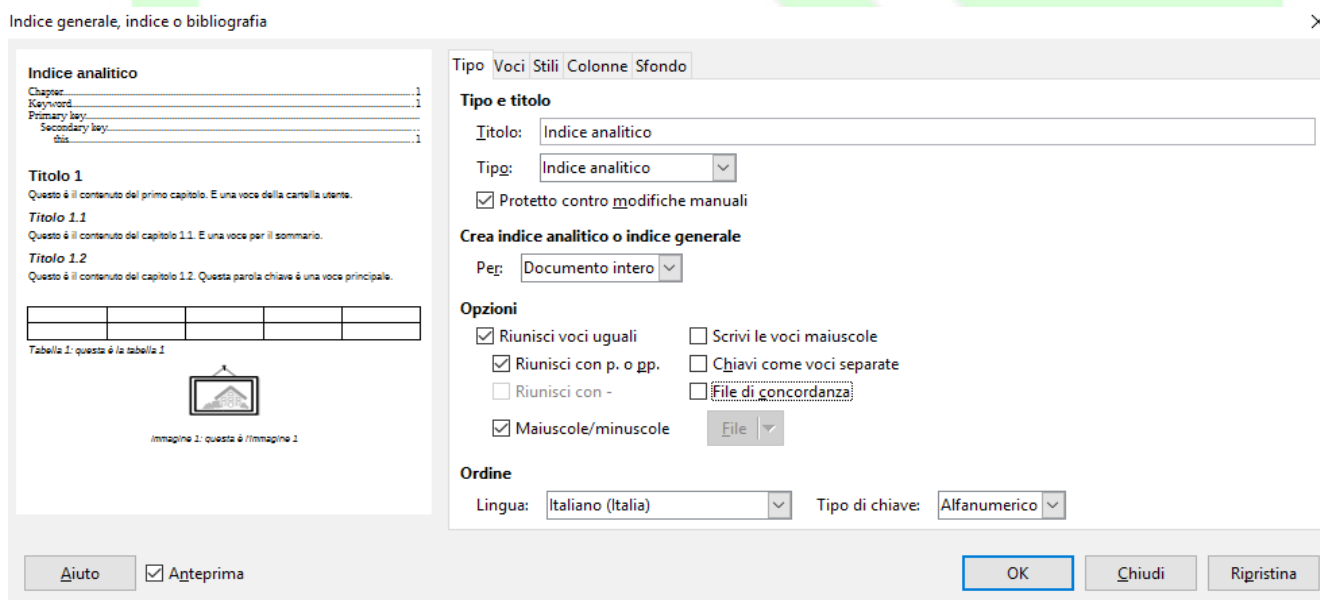 Indice generale, indice o bibliografia
Indice analitico
Chapter 1
Keyword 1
Primary key
Secondary key
this 1
Titolo 1
Questo è il contenuto del primo capitolo. E una voce della cartella utente.
Titolo 1.1
Questo è il contenuto del capitolo 1.1. E una voce per il sommario.
Titolo 1.2
Questo è il contenuto del capitolo 1.2. Questa parola chiave è una voce principale.
Tabella 1: questa è la tabella 1
Immagine 1: questa è l'immagine 1
Tipo Voci Stili Colonne Sfondo
Tipo e titolo
Titolo: Indice analitico
Tipo: Indice analitico
Protetto contro modifiche manuali
Crea indice analitico o indice generale
Per: Documento intero
Opzioni
Riunisci voci uguali Scrivi le voci maiuscole
Riunisci con p. o pp. Chiavi come voci separate
Riunisci con - File di concordanza
Maiuscole/minuscole File
Ordine
Lingua: Italiano (Italia) Tipo di chiave: Alfanumerico
Aiuto Anteprima OK Chiudi Ripristina